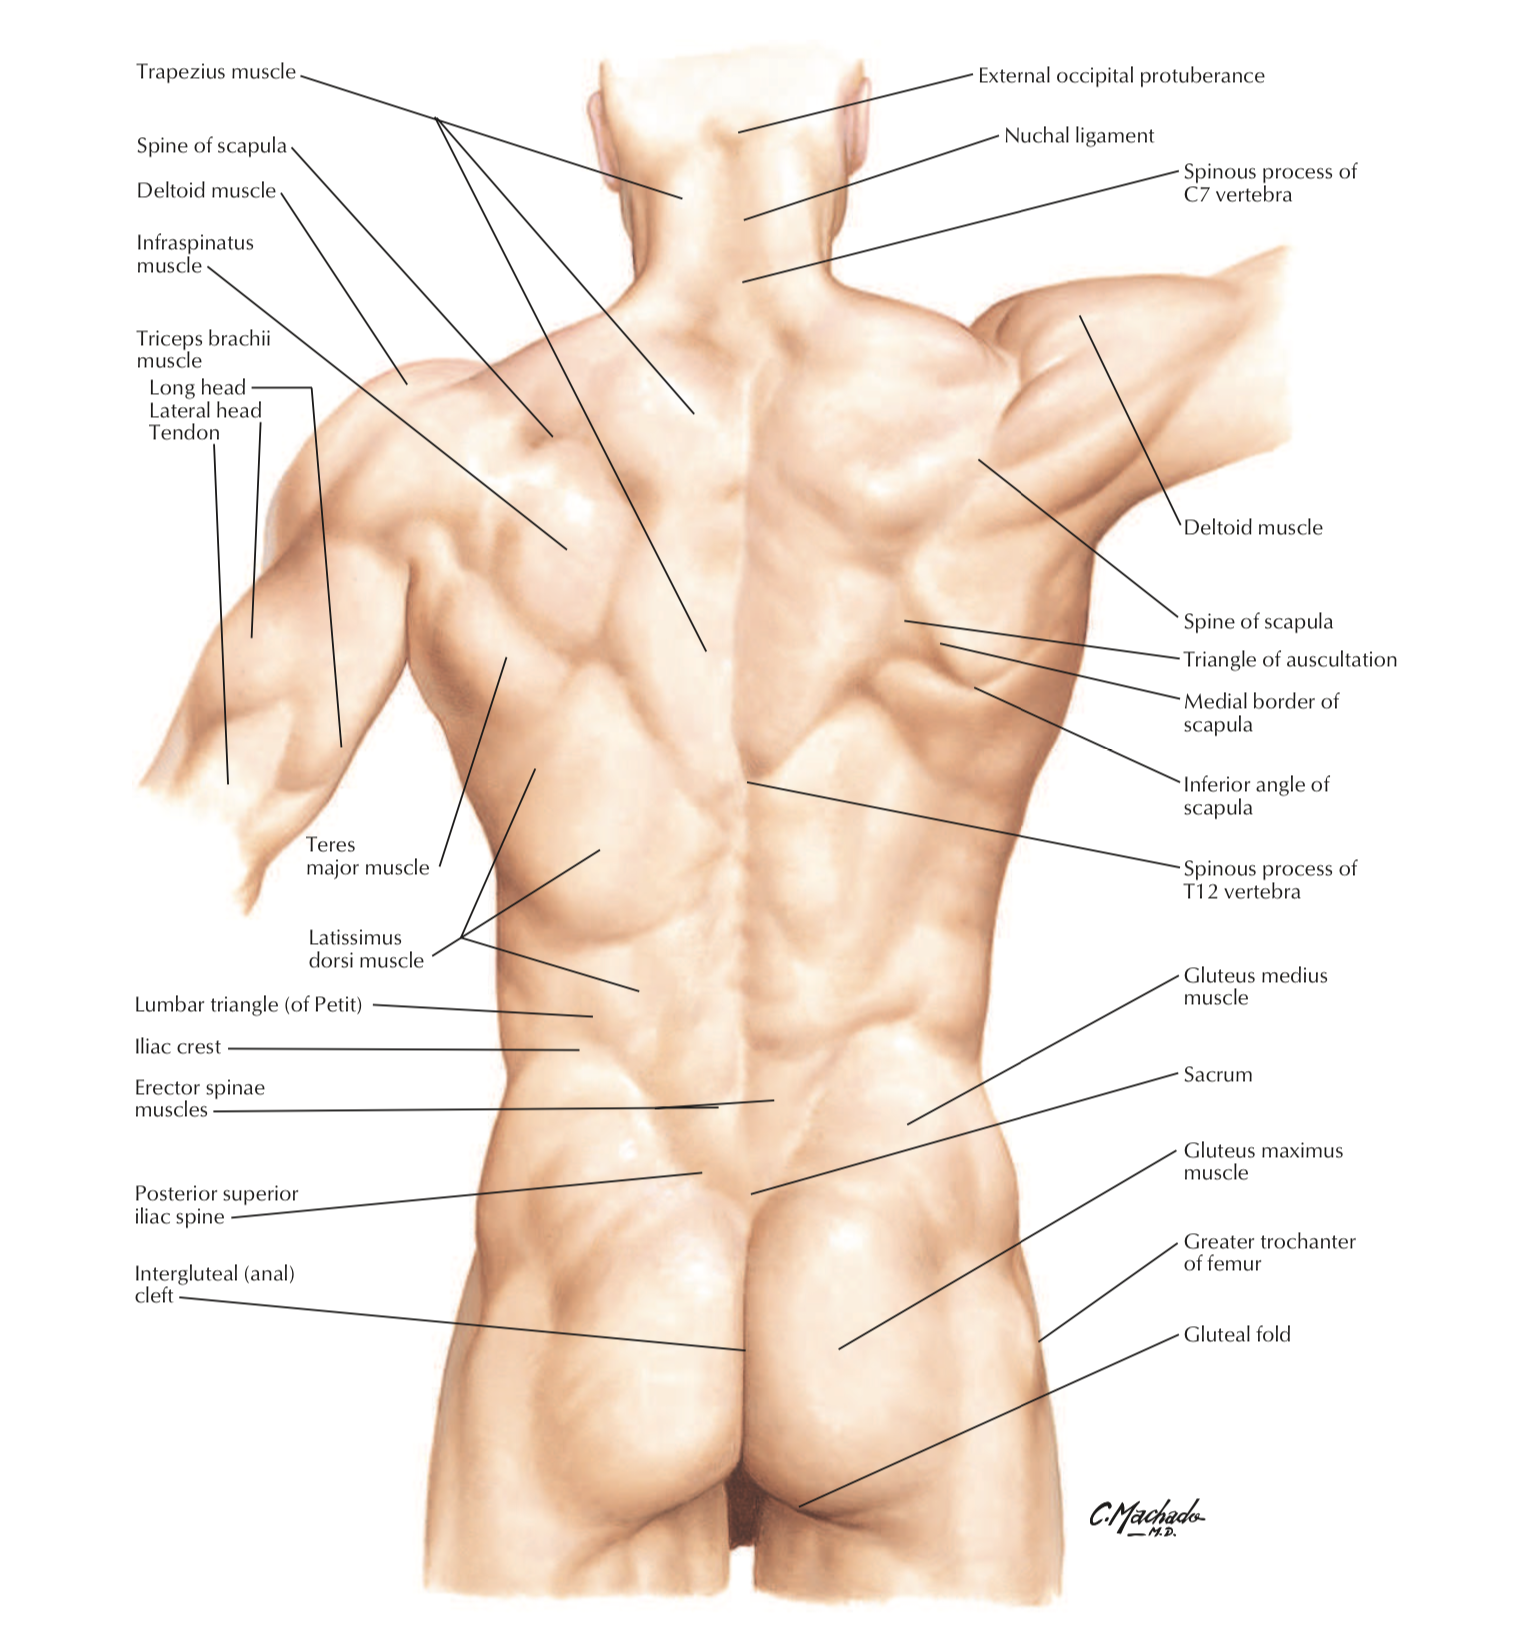 Trapezius muscle
Spine of scapula
Deltoid muscle
Infraspinatus
muscle
Triceps brachii
muscle
Long head
Lateral head
Tendon
Teres
major muscle
Latissimus
dorsi muscle
Lumbar triangle (of Petit)
Iliac crest
Erector spinae
muscles
Posterior superior
iliac spine
Intergluteal (anal)
cleft
External occipital protuberance
Nuchal ligament
Spinous process of
C7 vertebra
Deltoid muscle
Spine of scapula
Triangle of auscultation
Medial border of
scapula
Inferior angle of
scapula
Spinous process of
T12 vertebra
Gluteus medius
muscle
Sacrum
Gluteus maximus
muscle
Greater trochanter
of femur
Gluteal fold
C.Machado
M.D.